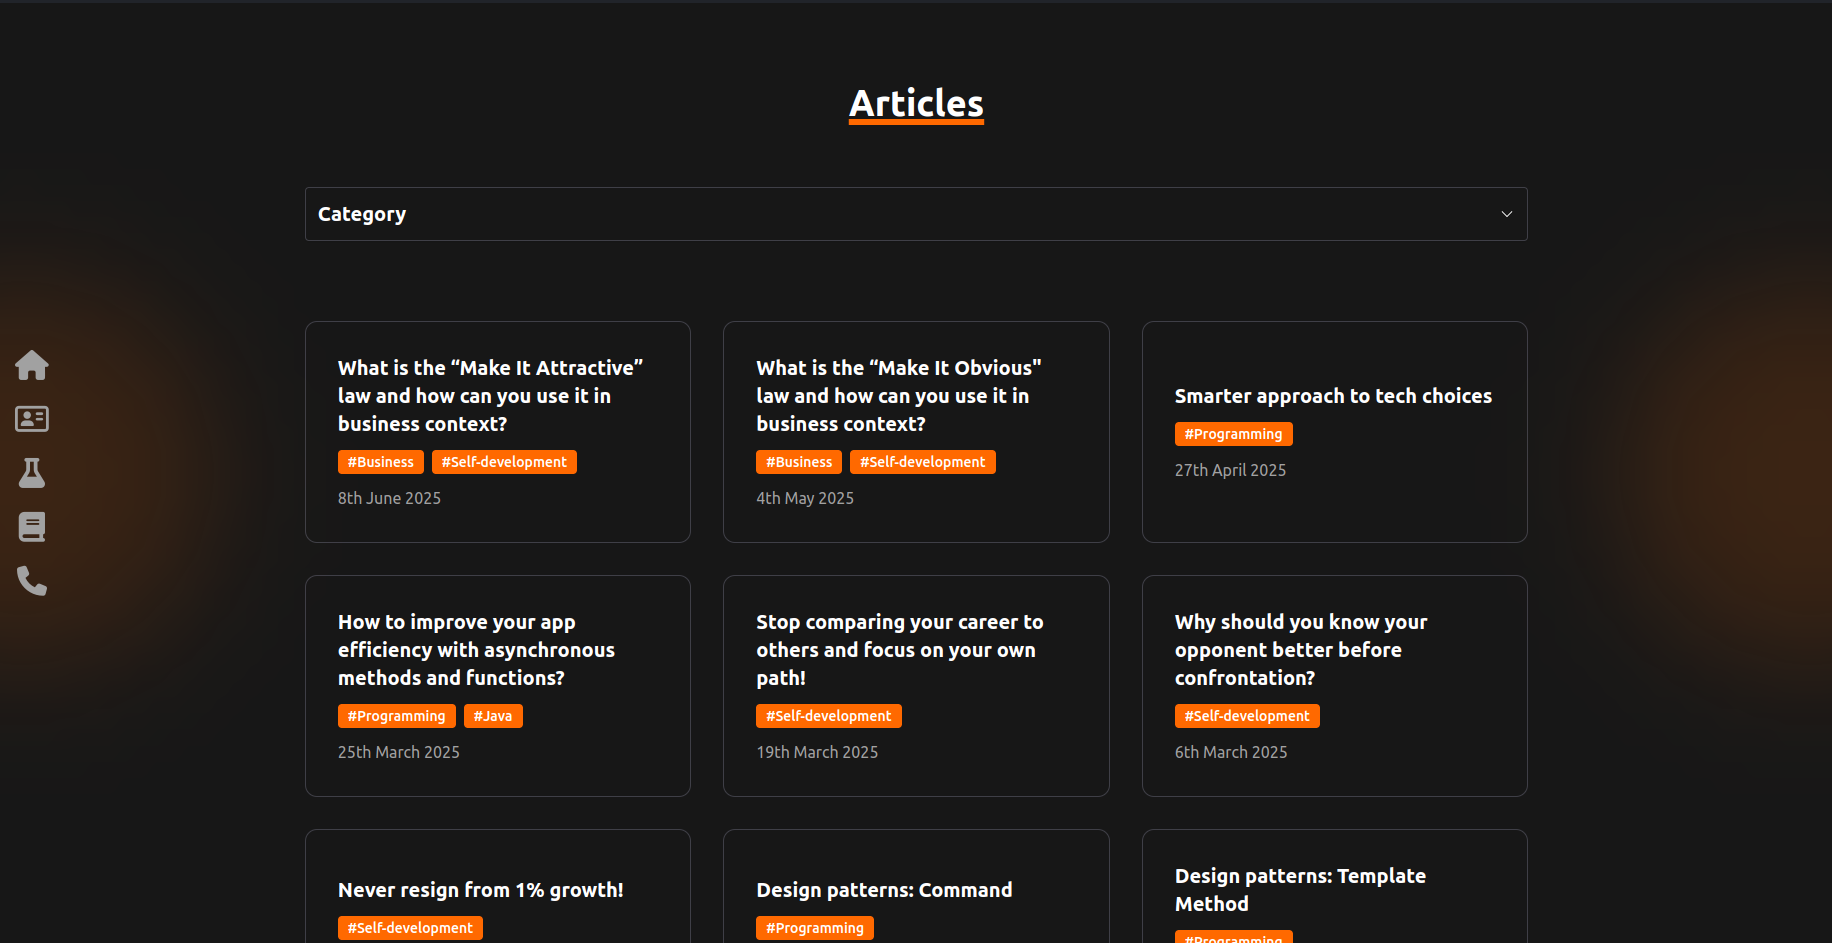 Articles
Category
What is the “Make It Attractive”
law and how can you use it in
business context?
#Business #Self-development
8th June 2025
What is the “Make It Obvious"
law and how can you use it in
business context?
#Business #Self-development
4th May 2025
Smarter approach to tech choices
#Programming
27th April 2025
How to improve your app
efficiency with asynchronous
methods and functions?
#Programming #Java
25th March 2025
Stop comparing your career to
others and focus on your own
path!
#Self-development
19th March 2025
Why should you know your
opponent better before
confrontation?
#Self-development
6th March 2025
Never resign from 1% growth!
#Self-development
Design patterns: Command
#Programming
Design patterns: Template
Method
#Programming